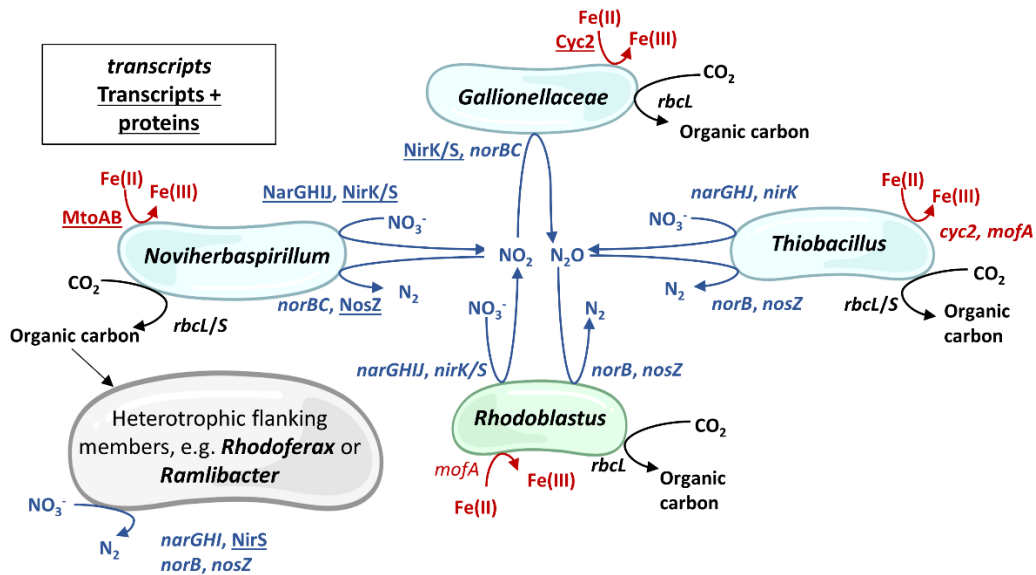 transcripts
Transcripts +
proteins
Fe(II)
Cyc2
Fe(III)
Gallionellaceae
CO2
rbcL
Organic carbon
NirK/S, norBC
Fe(II)
Fe(III)
MtoAB
NarGHIJ, NirK/S
NO3-
Noviherbaspirillum
N2
norBC, NosZ
CO2
rbcL/S
Organic carbon
NO2
N2O
narGHJ, nirK
NO3-
Fe(II)
Fe(III)
cyc2, mofA
Thiobacillus
N2
norB, nosZ
CO2
rbcL/S
Organic
carbon
NO3-
N2
narGHIJ, nirK/S
norB, nosZ
Rhodoblastus
CO2
rbcL
Organic
carbon
mofA
Fe(III)
Fe(II)
Heterotrophic flanking
members, e.g. Rhodoferax or
Ramlibacter
NO3-
N2
narGHI, NirS
norB, nosZ